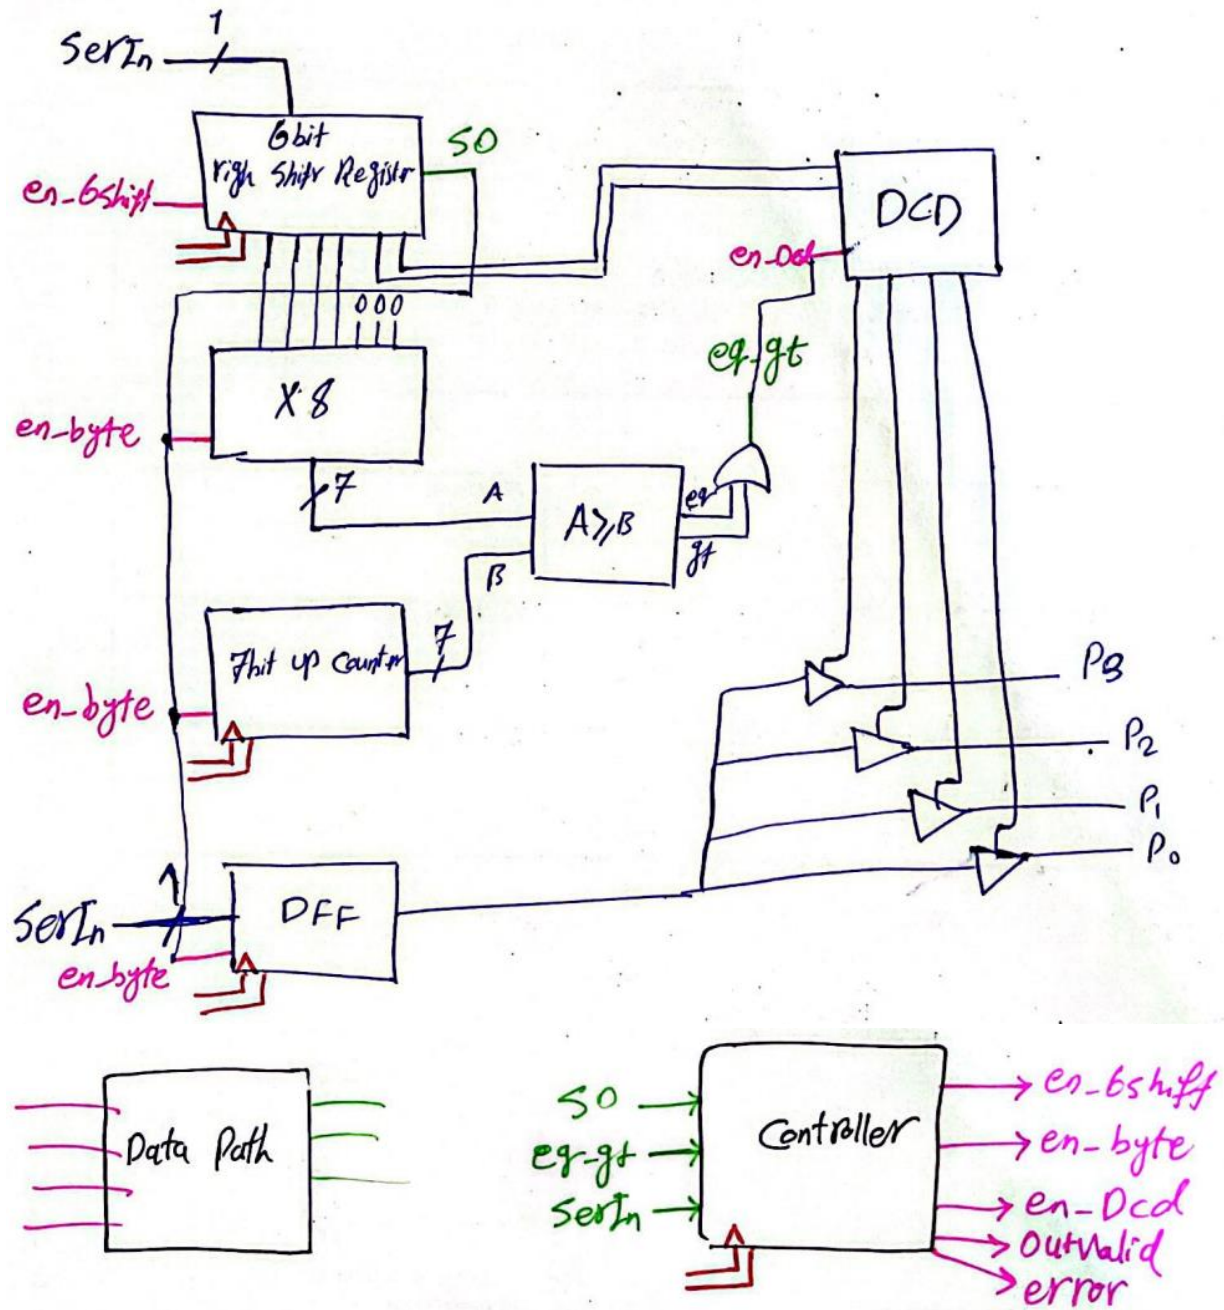 1
SerIn
6bit
righ Shiftr Register
SO
en-6shift
DCD
en-Dcd
000
eq-gt
X8
en-byte
7
A
eq
A≥B
gt
B
7bit up Counter
7
en-byte
P3
P2
P1
P0
1
SerIn
DFF
en-byte
Data Path
SO
eq-gt
SerIn
Controller
en-6shift
en-byte
en-Dcd
OutValid
error